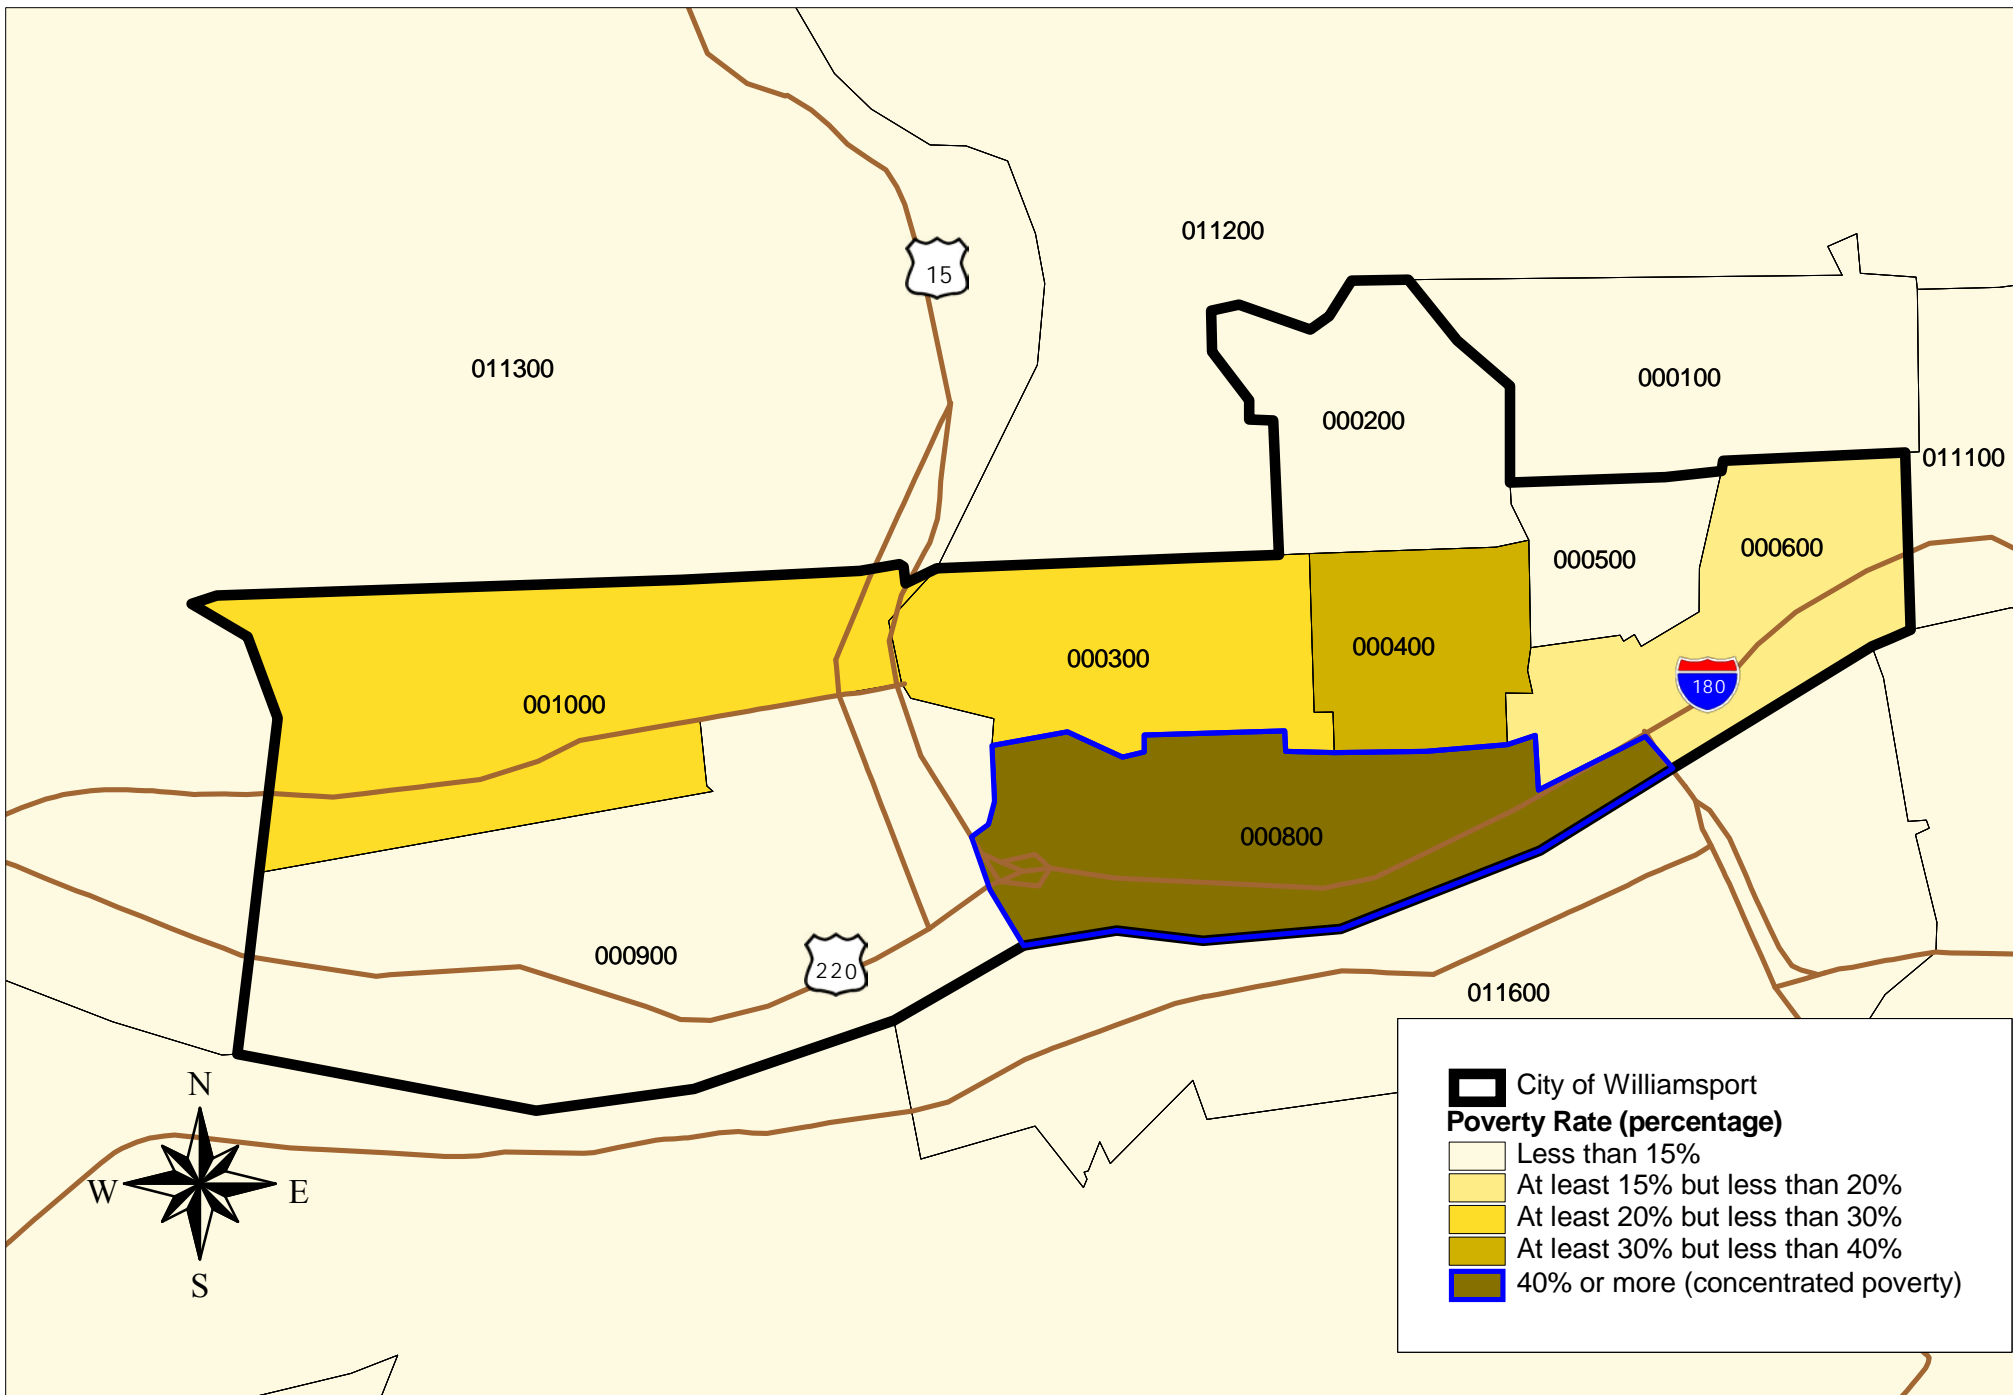 011200
15
011300
000100
000200
011100
000600
000500
000400
000300
180
001000
000800
000900
220
011600
N
W E
S
City of Williamsport
Poverty Rate (percentage)
Less than 15%
At least 15% but less than 20%
At least 20% but less than 30%
At least 30% but less than 40%
40% or more (concentrated poverty)